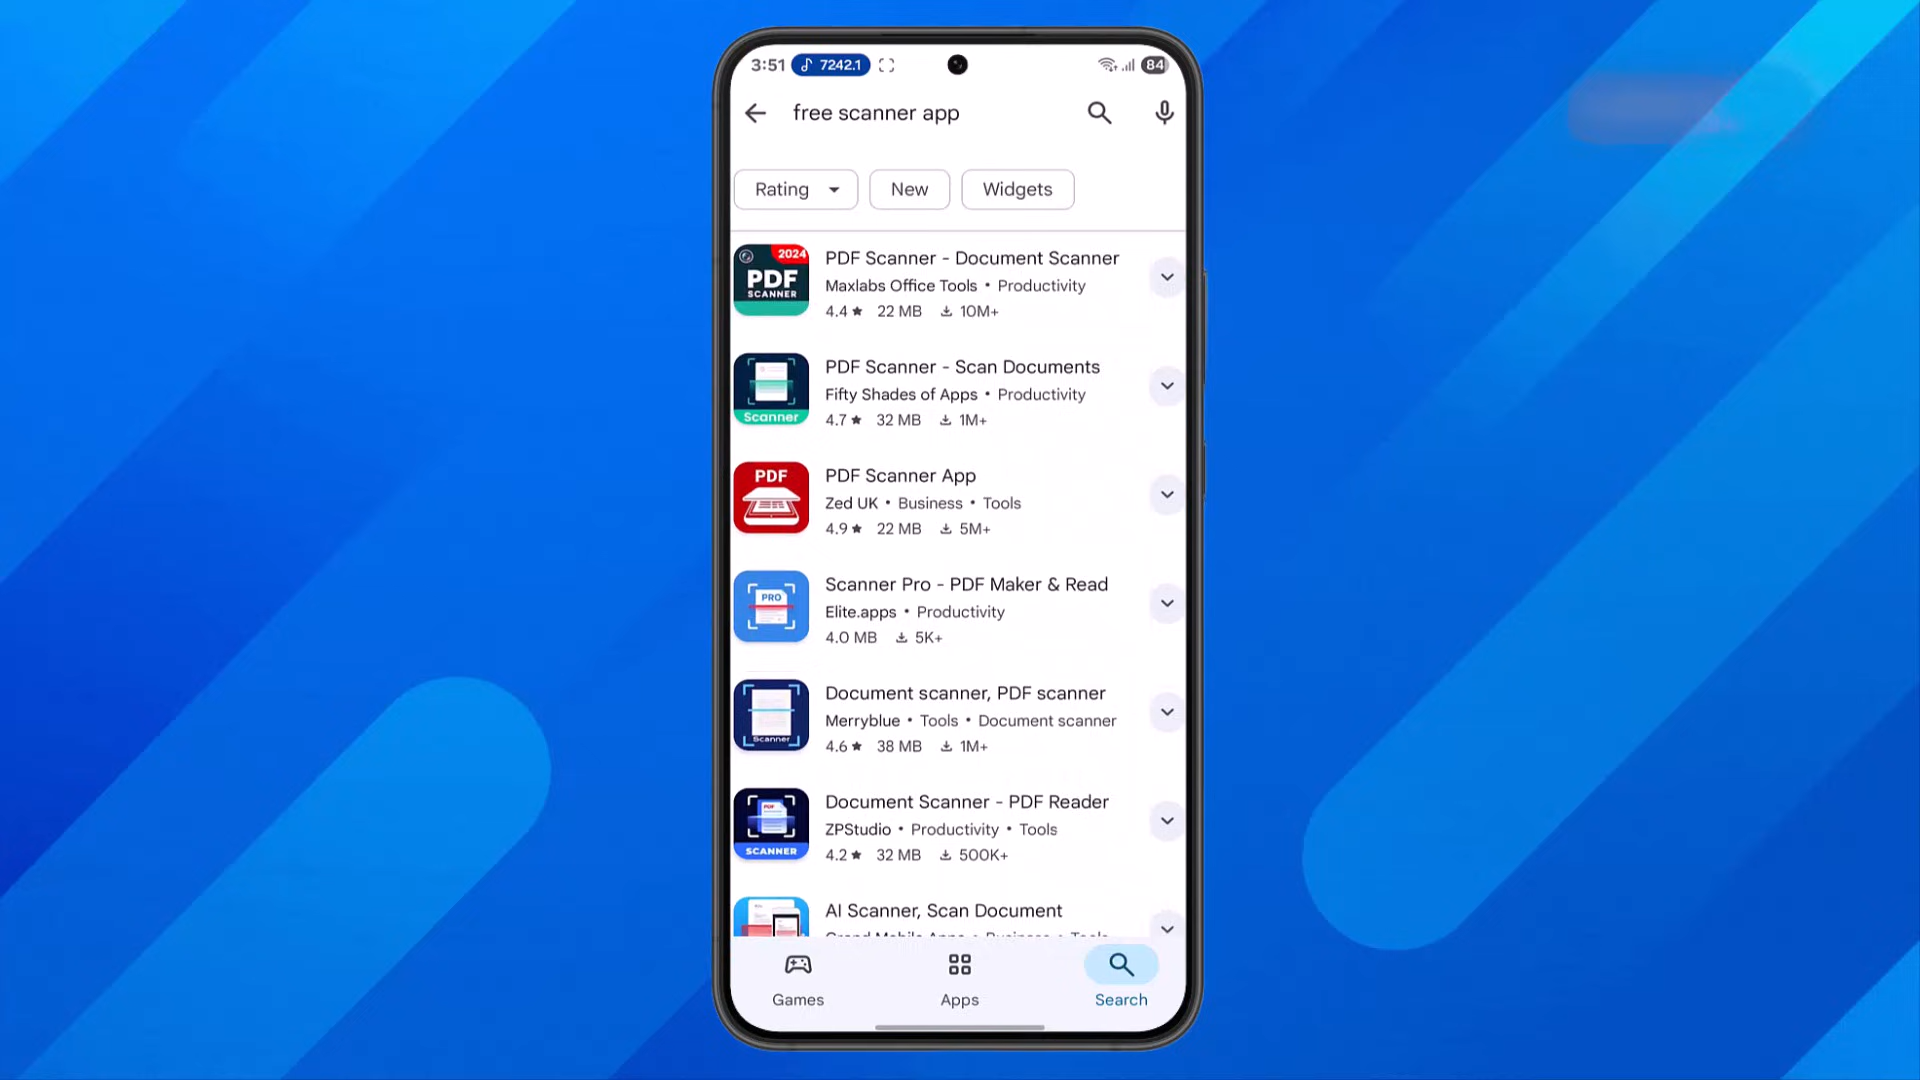 3:51 7242.1 84
free scanner app
Rating New Widgets
2024
PDF
SCANNER
PDF Scanner - Document Scanner
Maxlabs Office Tools • Productivity
4.4 ★ 22 MB 10M+
Scanner
PDF Scanner - Scan Documents
Fifty Shades of Apps • Productivity
4.7 ★ 32 MB 1M+
PDF
PDF Scanner App
Zed UK • Business • Tools
4.9 ★ 22 MB 5M+
PRO
Scanner Pro - PDF Maker & Read
Elite.apps • Productivity
4.0 MB 5K+
Scanner
Document scanner, PDF scanner
Merryblue • Tools • Document scanner
4.6 ★ 38 MB 1M+
PDF
SCANNER
Document Scanner - PDF Reader
ZPStudio • Productivity • Tools
4.2 ★ 32 MB 500K+
AI Scanner, Scan Document
Grand Mobile Apps • Business • Tools
Games Apps Search